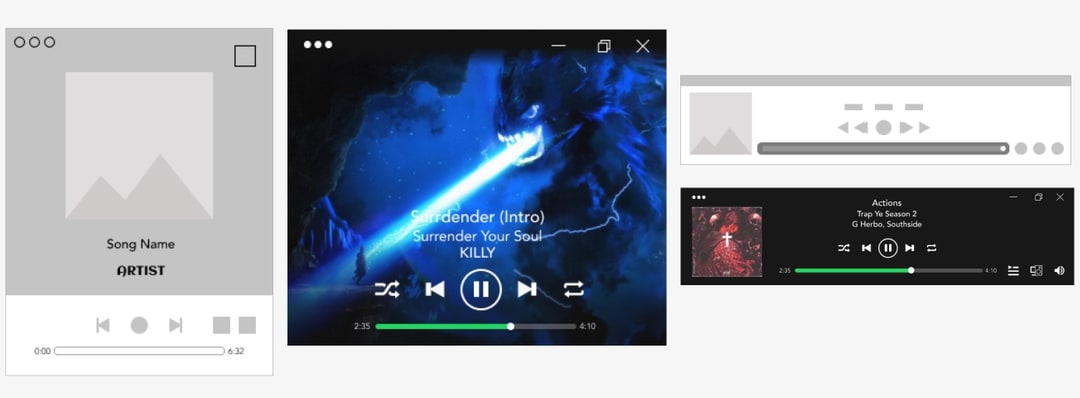 Song Name
ARTIST
0:00
6:32
Surrdender (Intro)
Surrender Your Soul
KILLY
2:35
4:10
Actions
Trap Ye Season 2
G Herbo, Southside
2:35
4:10